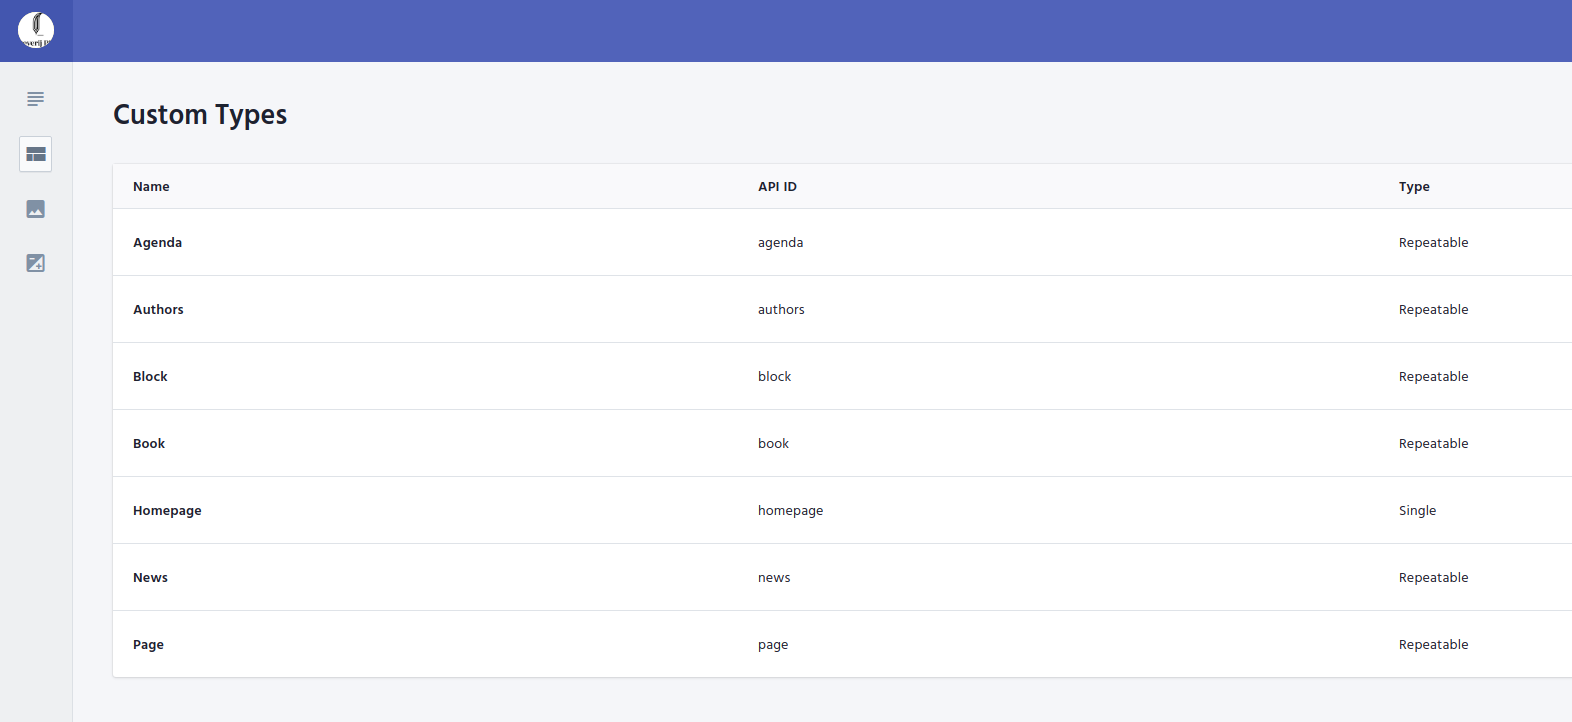 Custom Types
Name API ID Type
Agenda agenda Repeatable
Authors authors Repeatable
Block block Repeatable
Book book Repeatable
Homepage homepage Single
News news Repeatable
Page page Repeatable